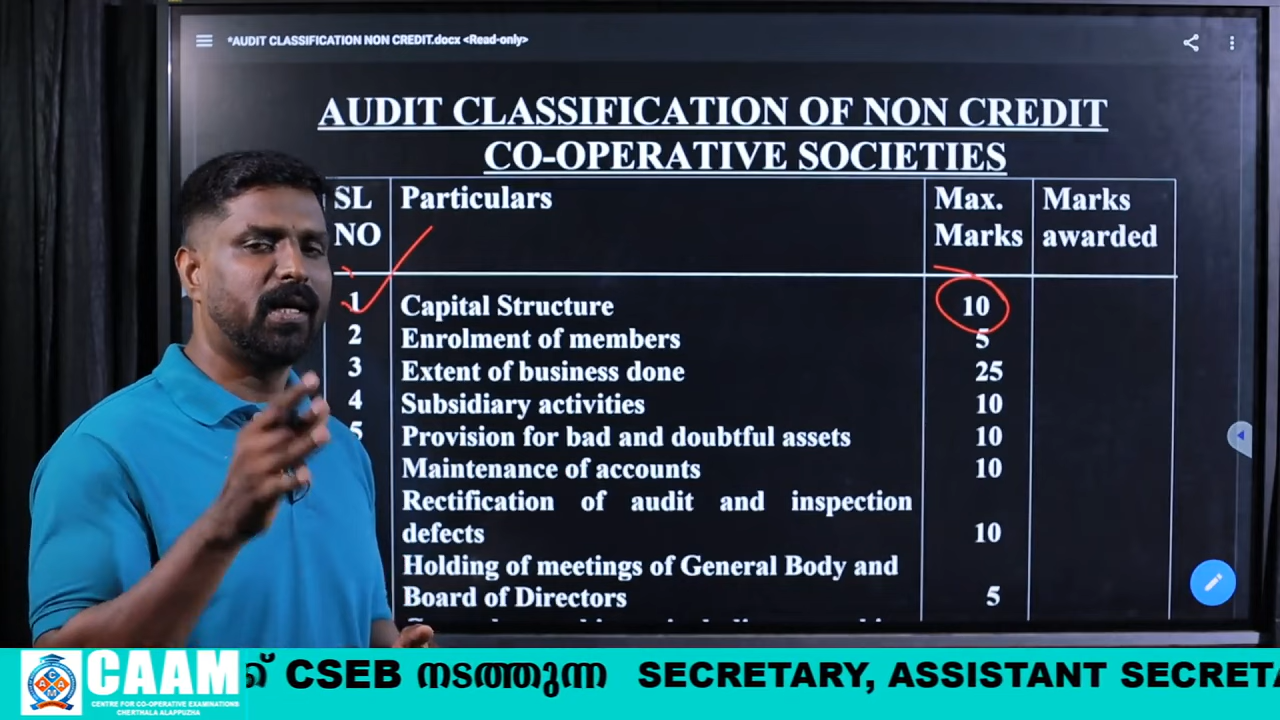 *AUDIT CLASSIFICATION NON CREDIT.docx <Read-only>
AUDIT CLASSIFICATION OF NON CREDIT
CO-OPERATIVE SOCIETIES
SL NO Particulars Max. Marks Marks awarded
1 Capital Structure 10
2 Enrolment of members 5
3 Extent of business done 25
4 Subsidiary activities 10
5 Provision for bad and doubtful assets 10
Maintenance of accounts 10
Rectification of audit and inspection
defects 10
Holding of meetings of General Body and
Board of Directors 5
CAAM
CENTRE FOR CO-OPERATIVE EXAMINATIONS
CHERTHALA ALAPPUZHA
CSEB നടത്തുന്ന SECRETARY, ASSISTANT SECRETA